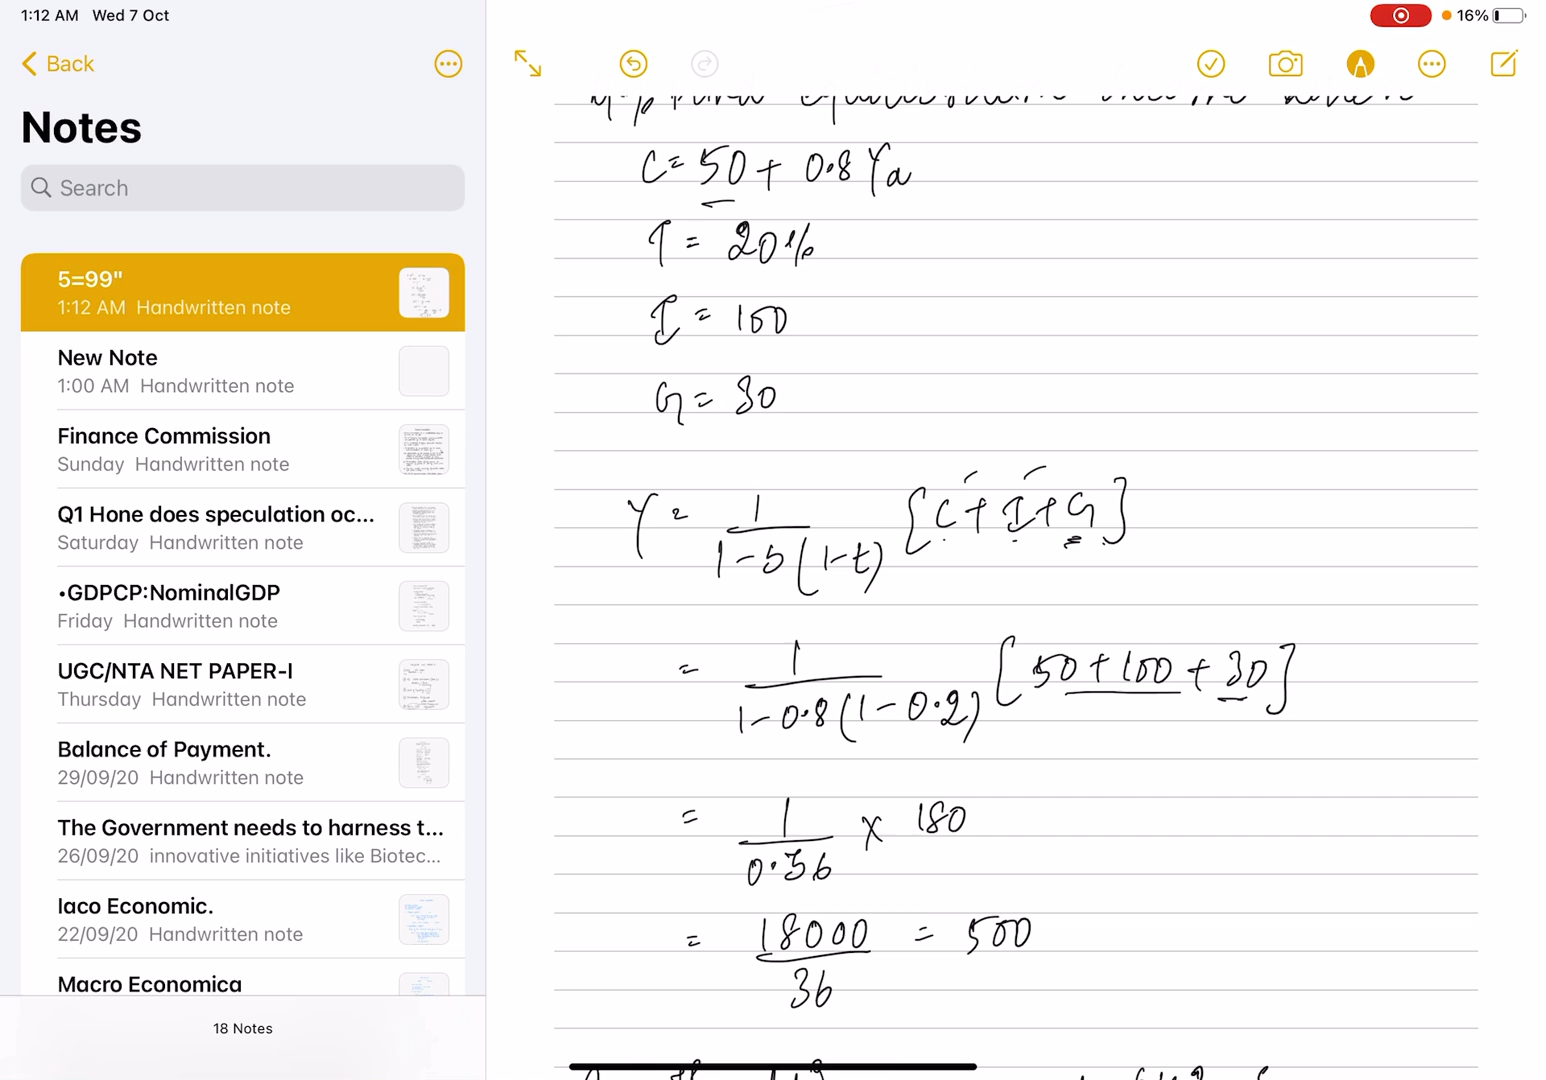 1:12 AM Wed 7 Oct
16%
Back
Notes
Search
5=99"
1:12 AM Handwritten note
New Note
1:00 AM Handwritten note
Finance Commission
Sunday Handwritten note
Q1 Hone does speculation oc...
Saturday Handwritten note
•GDPCP:NominalGDP
Friday Handwritten note
UGC/NTA NET PAPER-I
Thursday Handwritten note
Balance of Payment.
29/09/20 Handwritten note
The Government needs to harness t...
26/09/20 innovative initiatives like Biotec...
Iaco Economic.
22/09/20 Handwritten note
Macro Economica
18 Notes
C = 50 + 0.8 Yd
T = 20%
I = 100
G = 30
Y = 1/1-b(1-t) [C + I + G]
= 1/1-0.8(1-0.2) [50 + 100 + 30]
= 1/0.36 x 180
= 18000/36 = 500